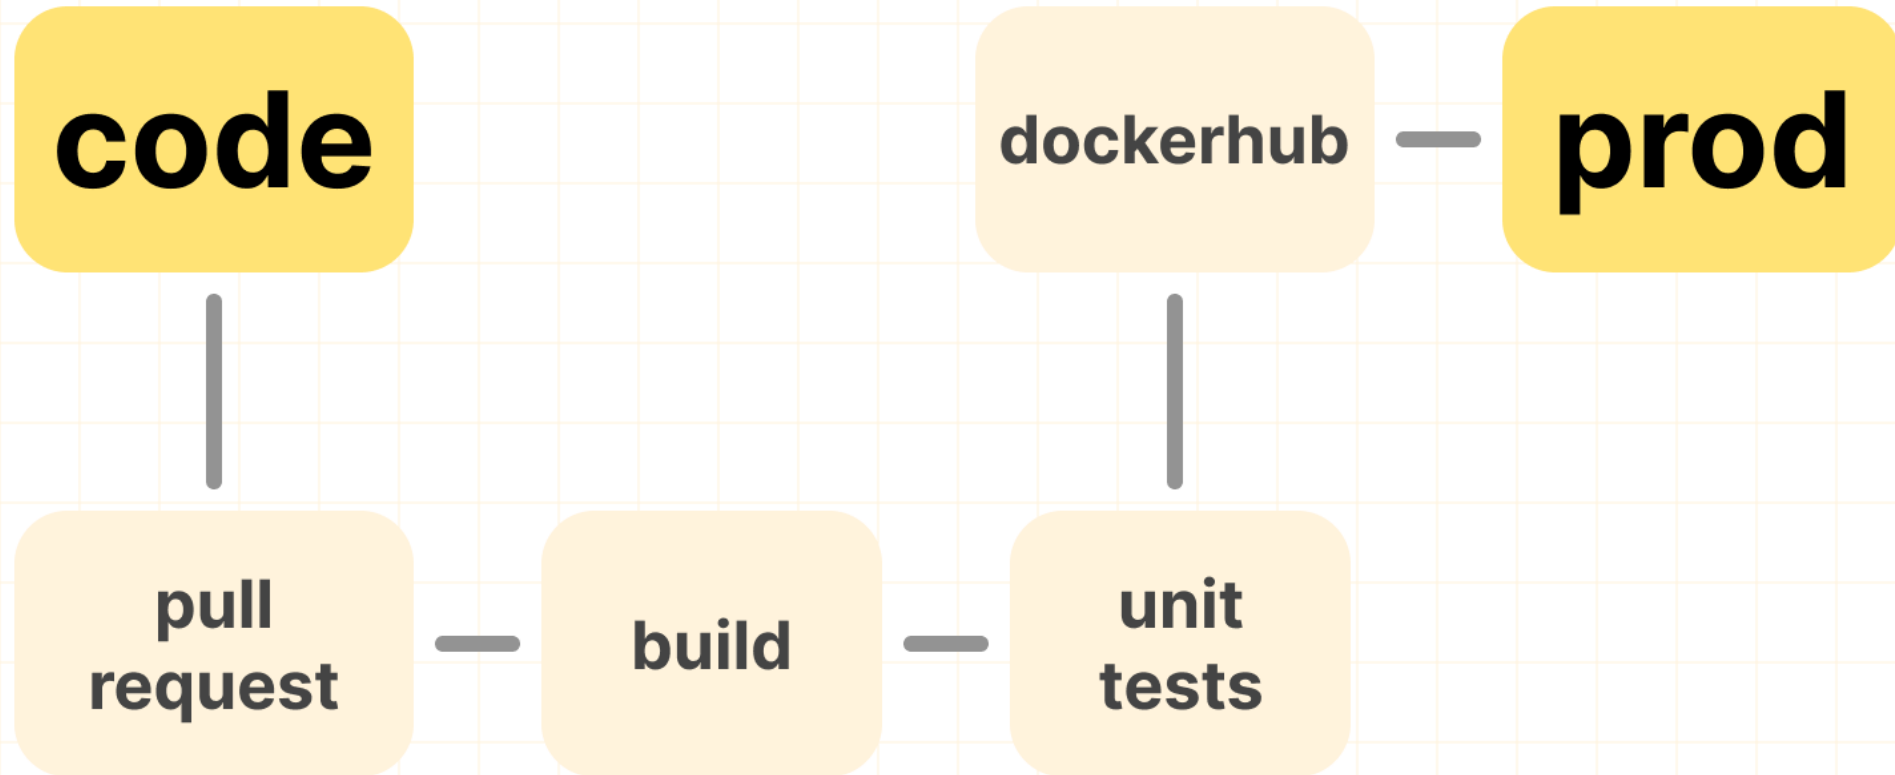 code
dockerhub
prod
pull
request
build
unit
tests